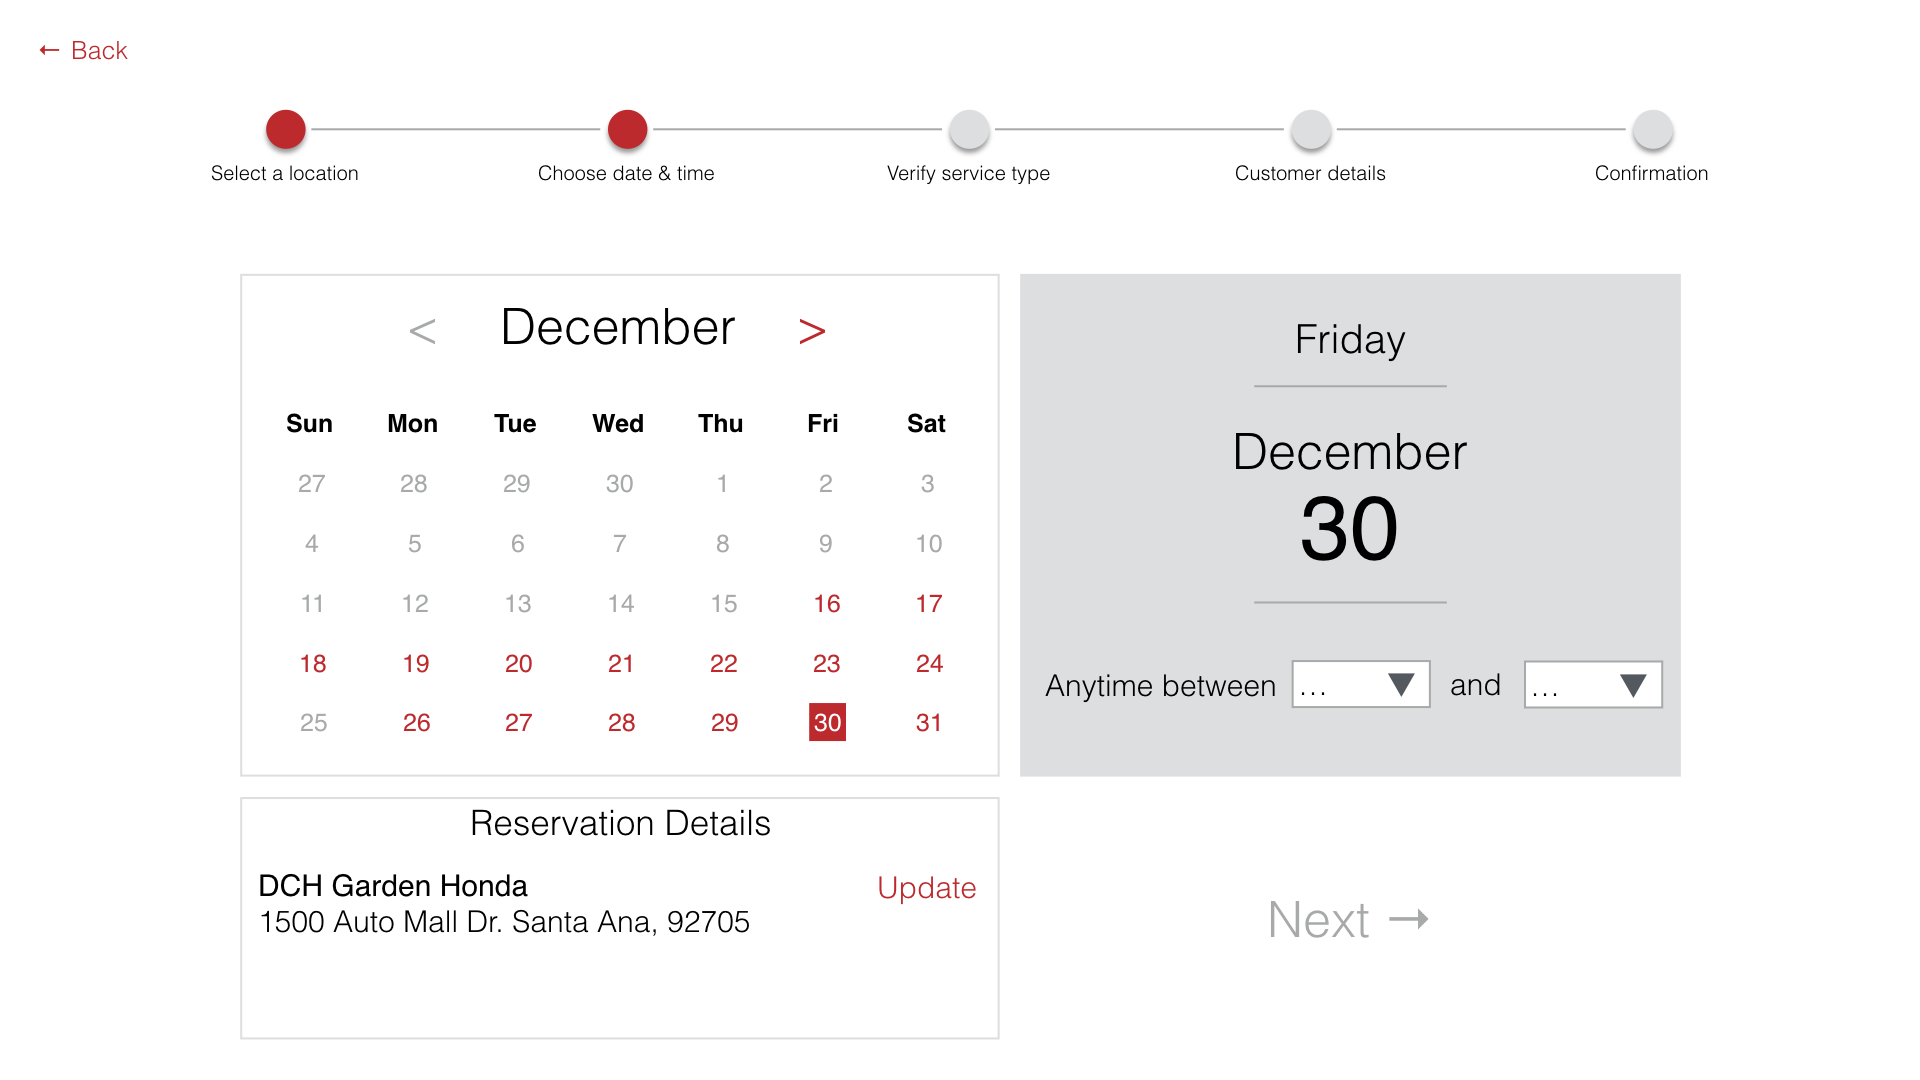 ← Back
Select a location
Choose date & time
Verify service type
Customer details
Confirmation
< December >
Sun Mon Tue Wed Thu Fri Sat
27 28 29 30 1 2 3
4 5 6 7 8 9 10
11 12 13 14 15 16 17
18 19 20 21 22 23 24
25 26 27 28 29 30 31
Friday
December
30
Anytime between ... and ...
Reservation Details
DCH Garden Honda
Update
1500 Auto Mall Dr. Santa Ana, 92705
Next →